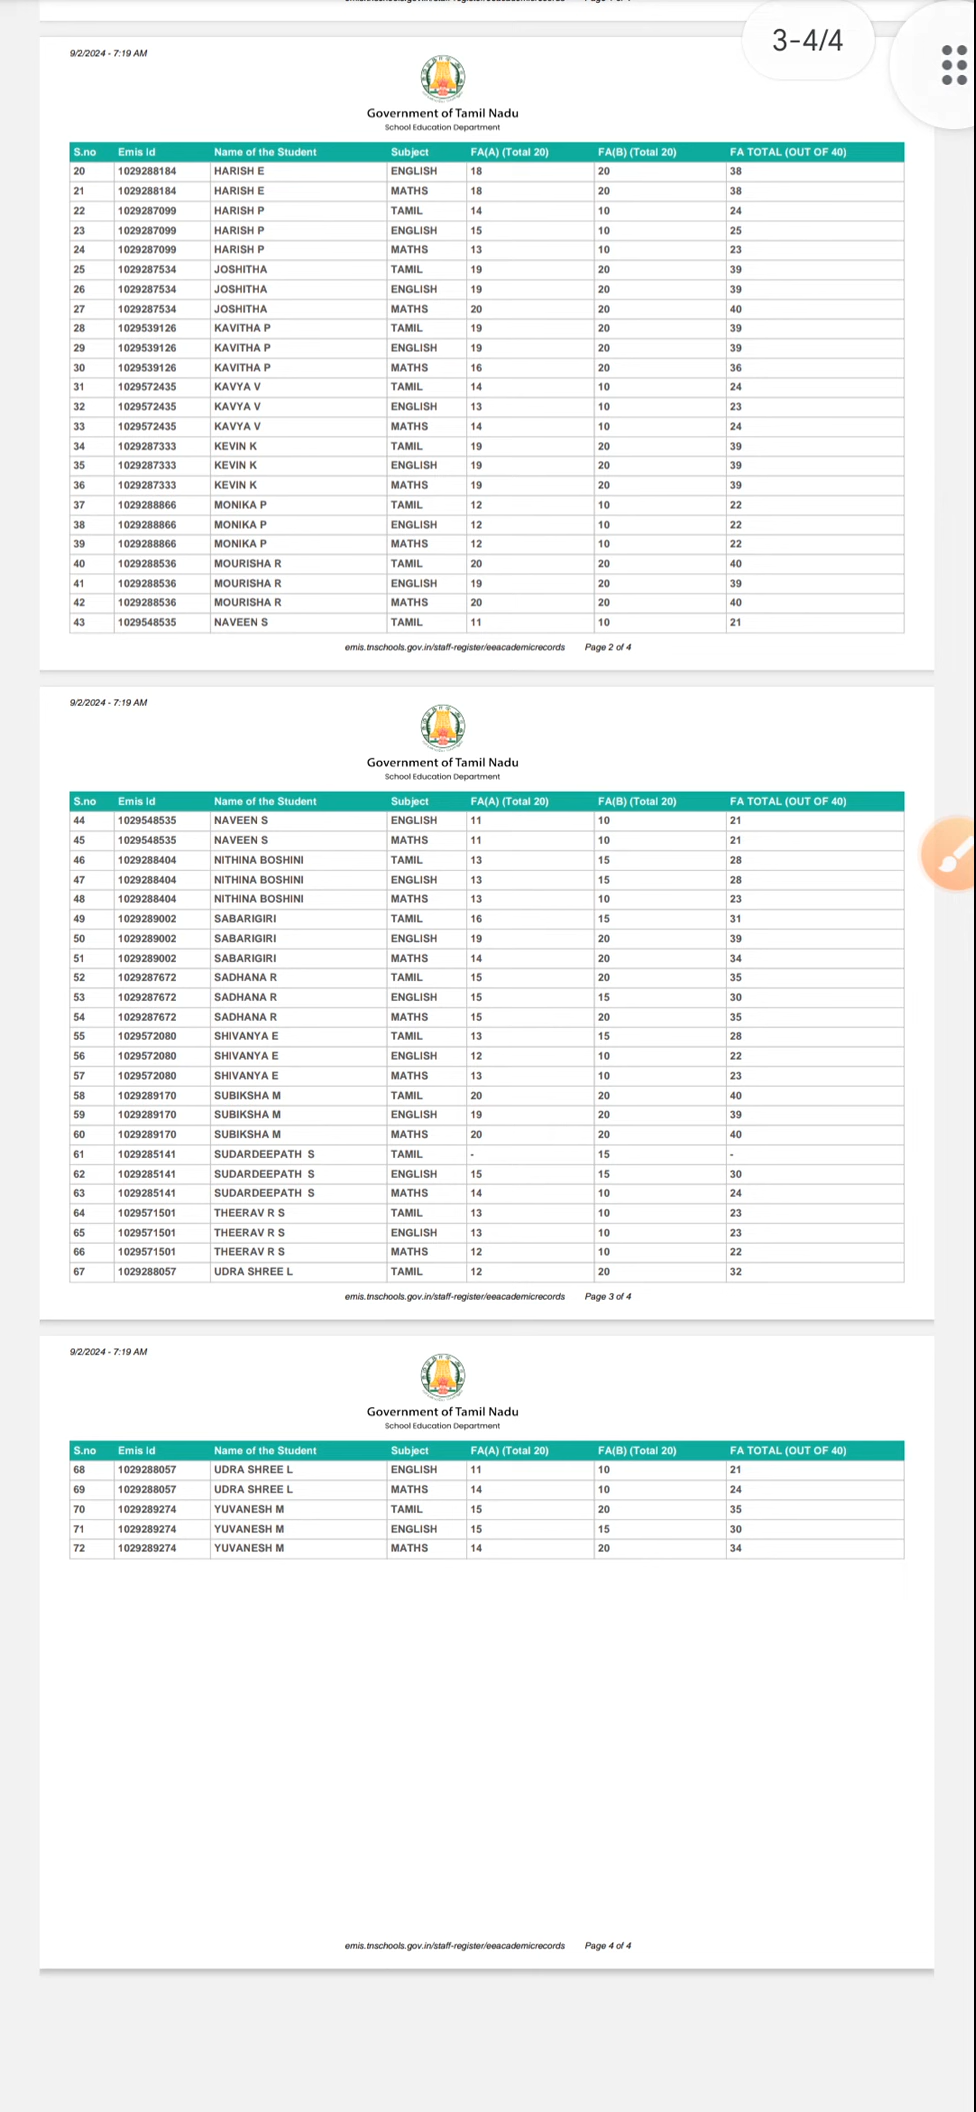 3-4/4
9/2/2024 - 7:19 AM
Government of Tamil Nadu
School Education Department
S.no Emis Id Name of the Student Subject FA(A) (Total 20) FA(B) (Total 20) FA TOTAL (OUT OF 40)
20 1029288184 HARISH E ENGLISH 18 20 38
21 1029288184 HARISH E MATHS 18 20 38
22 1029287099 HARISH P TAMIL 14 10 24
23 1029287099 HARISH P ENGLISH 15 10 25
24 1029287099 HARISH P MATHS 13 10 23
25 1029287534 JOSHITHA TAMIL 19 20 39
26 1029287534 JOSHITHA ENGLISH 19 20 39
27 1029287534 JOSHITHA MATHS 20 20 40
28 1029539126 KAVITHA P TAMIL 19 20 39
29 1029539126 KAVITHA P ENGLISH 19 20 39
30 1029539126 KAVITHA P MATHS 16 20 36
31 1029572435 KAVYA V TAMIL 14 10 24
32 1029572435 KAVYA V ENGLISH 13 10 23
33 1029572435 KAVYA V MATHS 14 10 24
34 1029287333 KEVIN K TAMIL 19 20 39
35 1029287333 KEVIN K ENGLISH 19 20 39
36 1029287333 KEVIN K MATHS 19 20 39
37 1029288866 MONIKA P TAMIL 12 10 22
38 1029288866 MONIKA P ENGLISH 12 10 22
39 1029288866 MONIKA P MATHS 12 10 22
40 1029288536 MOURISHA R TAMIL 20 20 40
41 1029288536 MOURISHA R ENGLISH 19 20 39
42 1029288536 MOURISHA R MATHS 20 20 40
43 1029548535 NAVEEN S TAMIL 11 10 21
emis.tnschools.gov.in/staff-register/eeacademicrecords Page 2 of 4
9/2/2024 - 7:19 AM
Government of Tamil Nadu
School Education Department
S.no Emis Id Name of the Student Subject FA(A) (Total 20) FA(B) (Total 20) FA TOTAL (OUT OF 40)
44 1029548535 NAVEEN S ENGLISH 11 10 21
45 1029548535 NAVEEN S MATHS 11 10 21
46 1029288404 NITHINA BOSHINI TAMIL 13 15 28
47 1029288404 NITHINA BOSHINI ENGLISH 13 15 28
48 1029288404 NITHINA BOSHINI MATHS 13 10 23
49 1029289002 SABARIGIRI TAMIL 16 15 31
50 1029289002 SABARIGIRI ENGLISH 19 20 39
51 1029289002 SABARIGIRI MATHS 14 20 34
52 1029287672 SADHANA R TAMIL 15 20 35
53 1029287672 SADHANA R ENGLISH 15 15 30
54 1029287672 SADHANA R MATHS 15 20 35
55 1029572080 SHIVANYA E TAMIL 13 15 28
56 1029572080 SHIVANYA E ENGLISH 12 10 22
57 1029572080 SHIVANYA E MATHS 13 10 23
58 1029289170 SUBIKSHA M TAMIL 20 20 40
59 1029289170 SUBIKSHA M ENGLISH 19 20 39
60 1029289170 SUBIKSHA M MATHS 20 20 40
61 1029285141 SUDARDEEPATH S TAMIL - 15 -
62 1029285141 SUDARDEEPATH S ENGLISH 15 15 30
63 1029285141 SUDARDEEPATH S MATHS 14 10 24
64 1029571501 THEERAV R S TAMIL 13 10 23
65 1029571501 THEERAV R S ENGLISH 13 10 23
66 1029571501 THEERAV R S MATHS 12 10 22
67 1029288057 UDRA SHREE L TAMIL 12 20 32
emis.tnschools.gov.in/staff-register/eeacademicrecords Page 3 of 4
9/2/2024 - 7:19 AM
Government of Tamil Nadu
School Education Department
S.no Emis Id Name of the Student Subject FA(A) (Total 20) FA(B) (Total 20) FA TOTAL (OUT OF 40)
68 1029288057 UDRA SHREE L ENGLISH 11 10 21
69 1029288057 UDRA SHREE L MATHS 14 10 24
70 1029289274 YUVANESH M TAMIL 15 20 35
71 1029289274 YUVANESH M ENGLISH 15 15 30
72 1029289274 YUVANESH M MATHS 14 20 34
emis.tnschools.gov.in/staff-register/eeacademicrecords Page 4 of 4